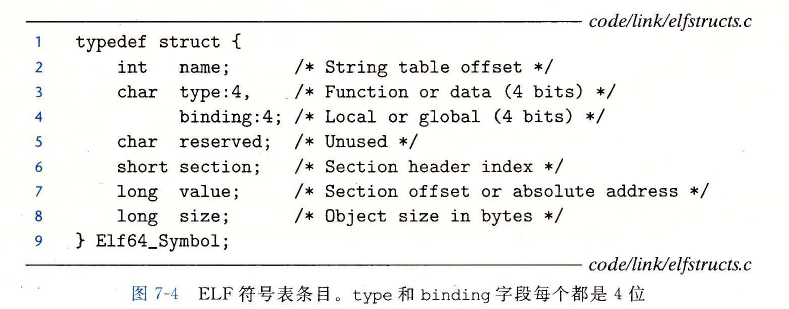 code/link/elfstructs.c
1 typedef struct {
2 int name; /* String table offset */
3 char type:4, /* Function or data (4 bits) */
4 binding:4; /* Local or global (4 bits) */
5 char reserved; /* Unused */
6 short section; /* Section header index */
7 long value; /* Section offset or absolute address */
8 long size; /* Object size in bytes */
9 } Elf64_Symbol;
code/link/elfstructs.c
图 7-4 ELF 符号表条目。type 和 binding 字段每个都是 4 位